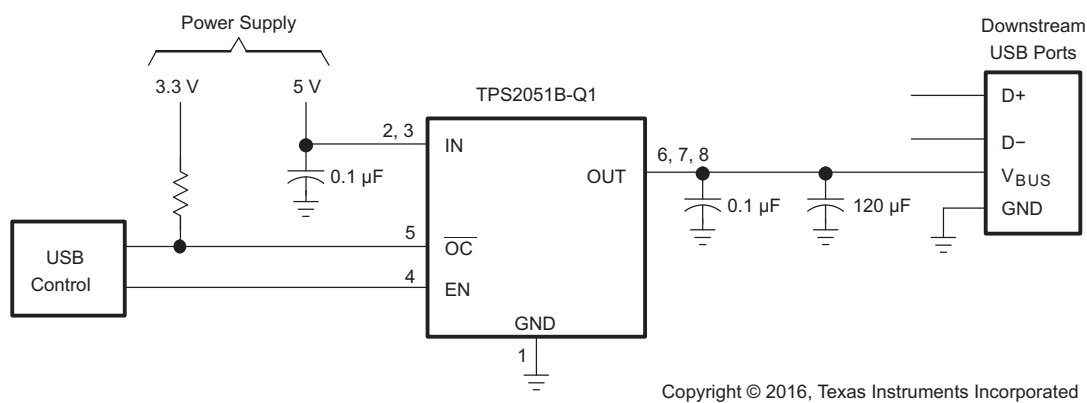 Power Supply
3.3 V
5 V
Downstream
USB Ports
TPS2051B-Q1
D+
2, 3
IN
D−
0.1 µF
6, 7, 8
OUT
VBUS
0.1 µF
120 µF
GND
5
OC
USB
Control
4
EN
GND
1
Copyright © 2016, Texas Instruments Incorporated